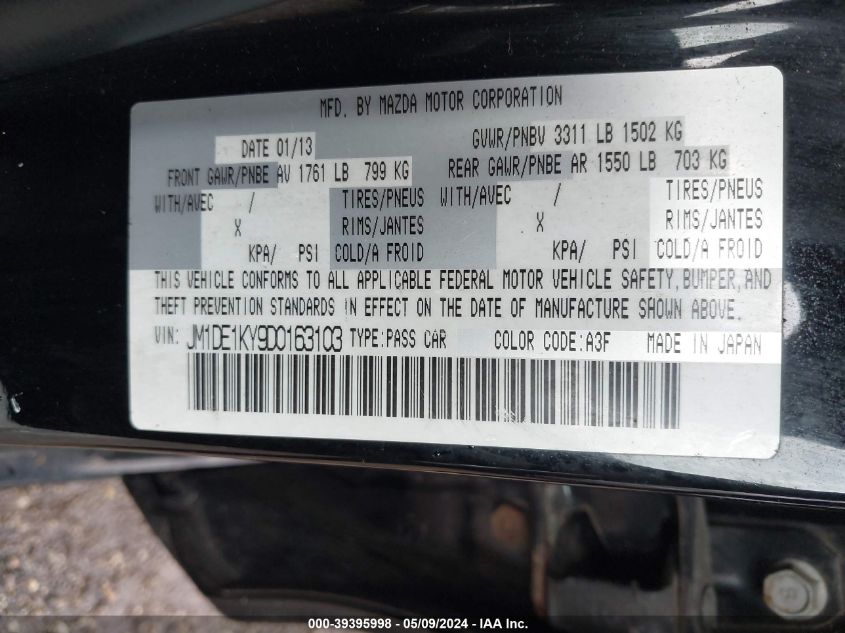 MFD. BY MAZDA MOTOR CORPORATION
DATE 01/13 GVWR/PNBV 3311 LB 1502 KG
FRONT GAWR/PNBE AV 1761 LB 799 KG REAR GAWR/PNBE AR 1550 LB 703 KG
WITH/AVEC / TIRES/PNEUS WITH/AVEC / TIRES/PNEUS
X RIMS/JANTES X RIMS/JANTES
KPA/ PSI COLD/A FROID KPA/ PSI COLD/A FROID
THIS VEHICLE CONFORMS TO ALL APPLICABLE FEDERAL MOTOR VEHICLE SAFETY, BUMPER, AND
THEFT PREVENTION STANDARDS IN EFFECT ON THE DATE OF MANUFACTURE SHOWN ABOVE.
VIN: JM1DE1KY9D0163103 TYPE:PASS CAR COLOR CODE:A3F MADE IN JAPAN
000-39395998 - 05/09/2024 - IAA Inc.